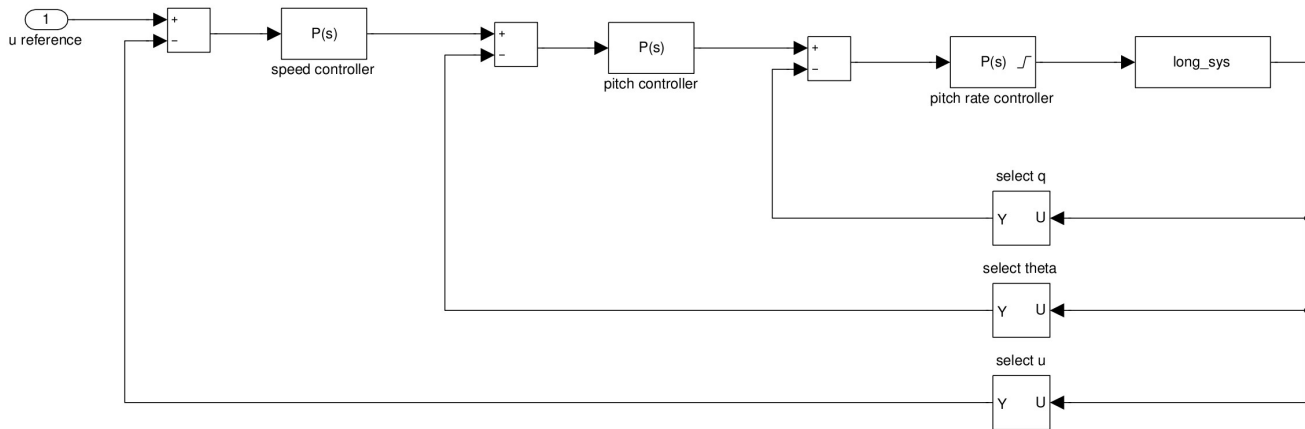 1
u reference
+
−
P(s)
speed controller
+
−
P(s)
pitch controller
+
−
P(s)
pitch rate controller
long_sys
select q
Y U
select theta
Y U
select u
Y U